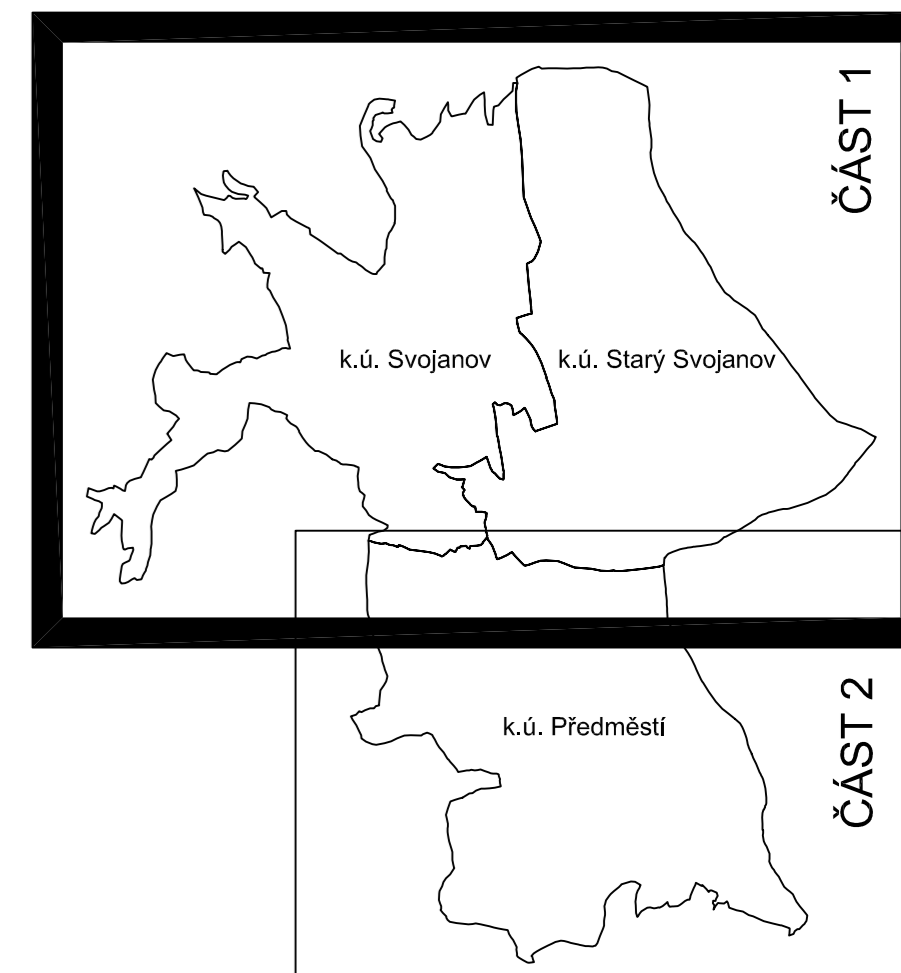 ČÁST 1
k.ú. Svojanov
k.ú. Starý Svojanov
k.ú. Předměstí
ČÁST 2